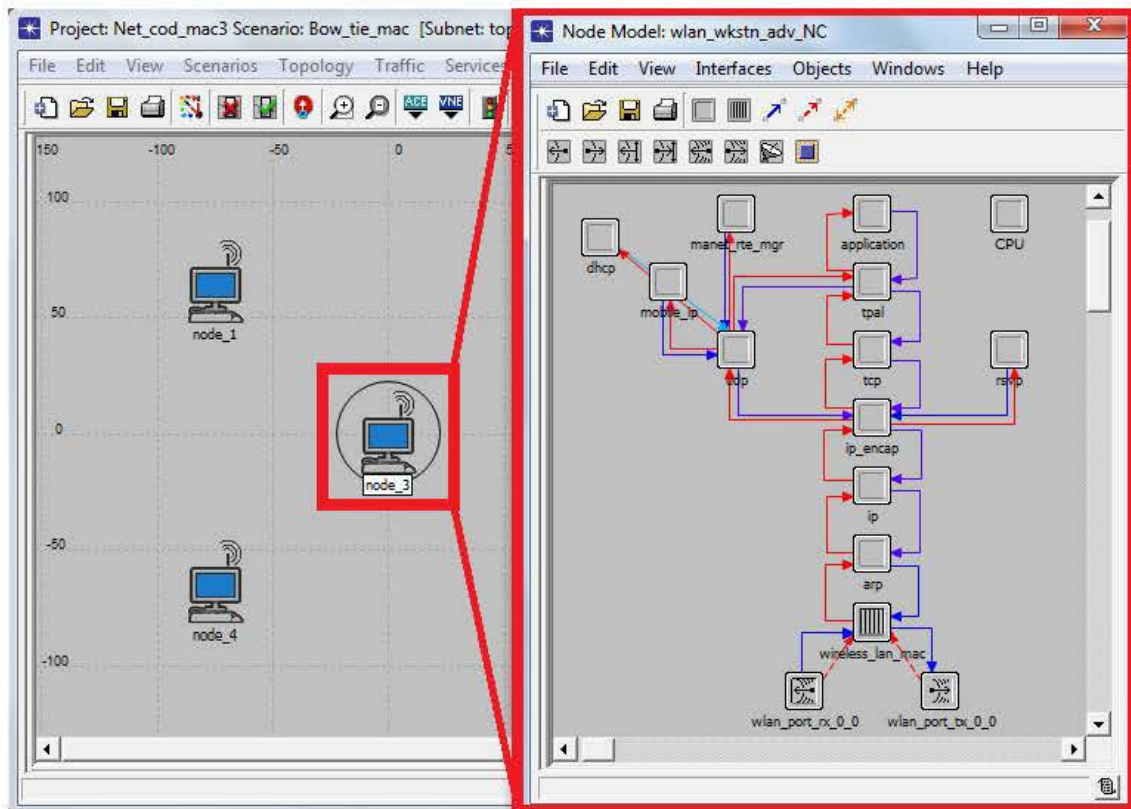 Project: Net_cod_mac3 Scenario: Bow_tie_mac [Subnet: top
File Edit View Scenarios Topology Traffic Services
ACE VNE
150 -100 -50 0
100
50
0
-50
-100
node_1
node_3
node_4
Node Model: wlan_wkstn_adv_NC
File Edit View Interfaces Objects Windows Help
dhcp
manet_rte_mgr
application
CPU
mobile_ip
tpal
tcp
rsvp
ip_encap
ip
arp
wireless_lan_mac
wlan_port_rx_0_0 wlan_port_tx_0_0